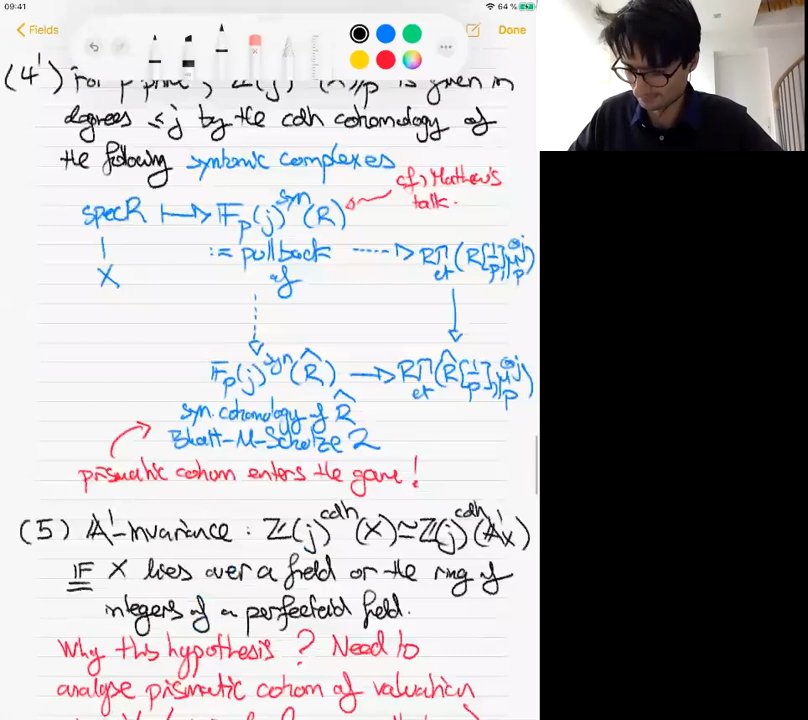 09:41
64 %
Fields
Done
(4') For p prime, Z(j) (X)/p is given in
degrees ≤ j by the cdh cohomology of
the following syntomic complexes
cf) Mathew's
talk.
Spec R ↦ F_p(j)^syn(R)
|
X
:= pullback ⇢ RΓ_et(R[1/p], μ_p^⊗j)
of
F_p(j)^syn(R̂) → RΓ_et(R̂[1/p], μ_p^⊗j)
syn. cohomology of R̂
Bhatt-M-Scholze 2
prismatic cohom enters the game!
(5) A¹-invariance : Z(j)^cdh(X) ≃ Z(j)^cdh(A¹_X)
IF X lies over a field or the ring of
integers of a perfectoid field.
Why this hypothesis? Need to
analyse prismatic cohom of valuation